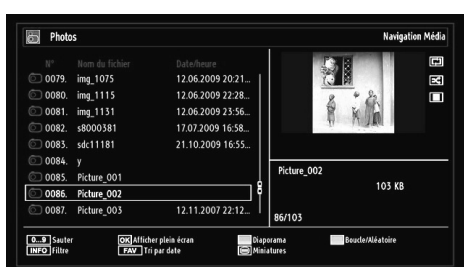 Photos
Navigation Média
N° Nom du fichier Date/heure
0079. img_1075 12.06.2009 20:21...
0080. img_1115 12.06.2009 22:28...
0081. img_1131 12.06.2009 23:56...
0082. s8000381 17.07.2009 16:58...
0083. sdc11181 21.10.2009 16:55...
0084. y
0085. Picture_001
0086. Picture_002
0087. Picture_003 12.11.2007 22:12...
Picture_002
103 KB
86/103
0...9 Sauter OK Afficher plein écran Diaporama Boucle/Aléatoire
INFO Filtre FAV Tri par date Miniatures